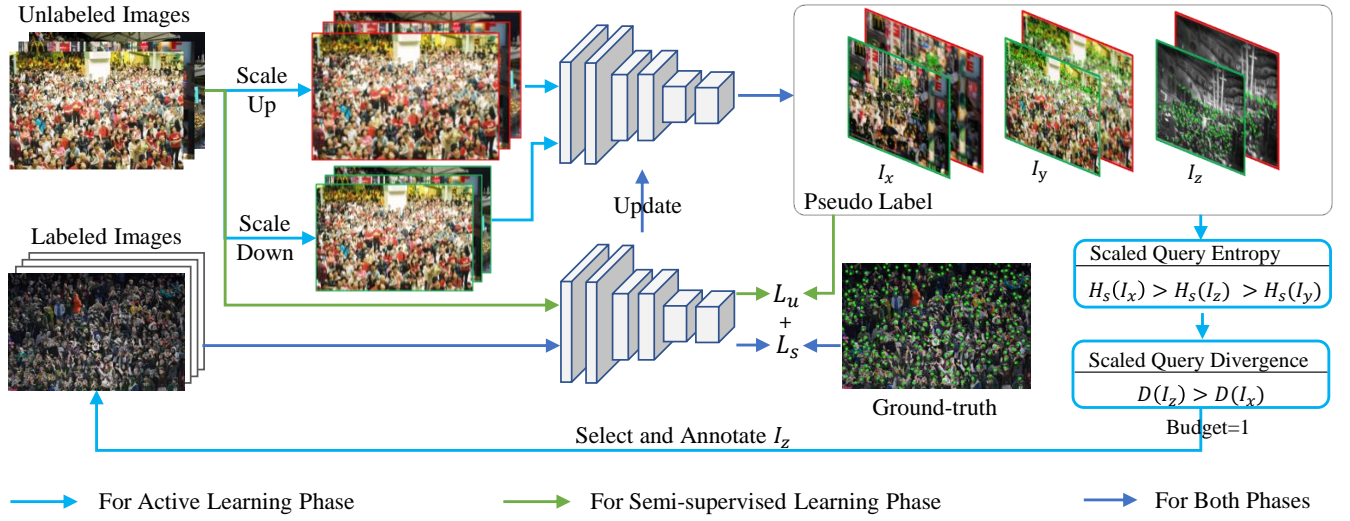 Unlabeled Images
Scale
Up
Scale
Down
Labeled Images
Update
I_x
I_y
I_z
Pseudo Label
L_u
+
L_s
Ground-truth
Scaled Query Entropy
H_s(I_x) > H_s(I_z) > H_s(I_y)
Scaled Query Divergence
D(I_z) > D(I_x)
Budget=1
Select and Annotate I_z
For Active Learning Phase
For Semi-supervised Learning Phase
For Both Phases